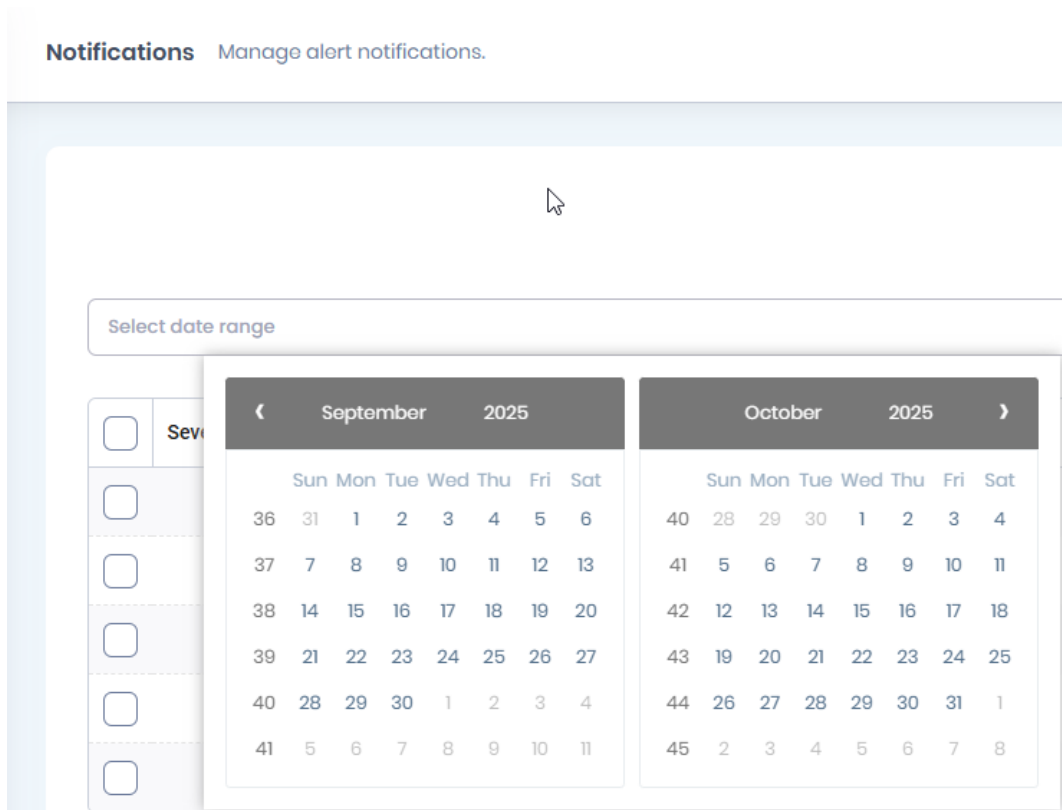 Notifications Manage alert notifications.
Select date range
Seve
❮ September 2025
Sun Mon Tue Wed Thu Fri Sat
36 31 1 2 3 4 5 6
37 7 8 9 10 11 12 13
38 14 15 16 17 18 19 20
39 21 22 23 24 25 26 27
40 28 29 30 1 2 3 4
41 5 6 7 8 9 10 11
October 2025 ❯
Sun Mon Tue Wed Thu Fri Sat
40 28 29 30 1 2 3 4
41 5 6 7 8 9 10 11
42 12 13 14 15 16 17 18
43 19 20 21 22 23 24 25
44 26 27 28 29 30 31 1
45 2 3 4 5 6 7 8